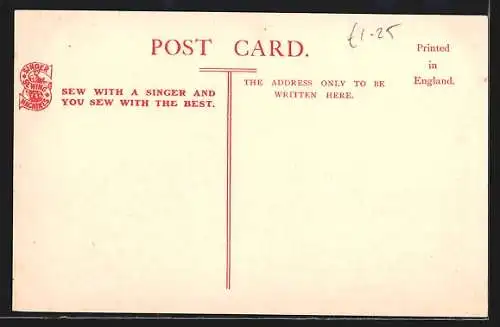 £1-25
POST CARD.
Printed
in
England.
SINGER
SEWING
MACHINES
SEW WITH A SINGER AND
YOU SEW WITH THE BEST.
THE ADDRESS ONLY TO BE
WRITTEN HERE.